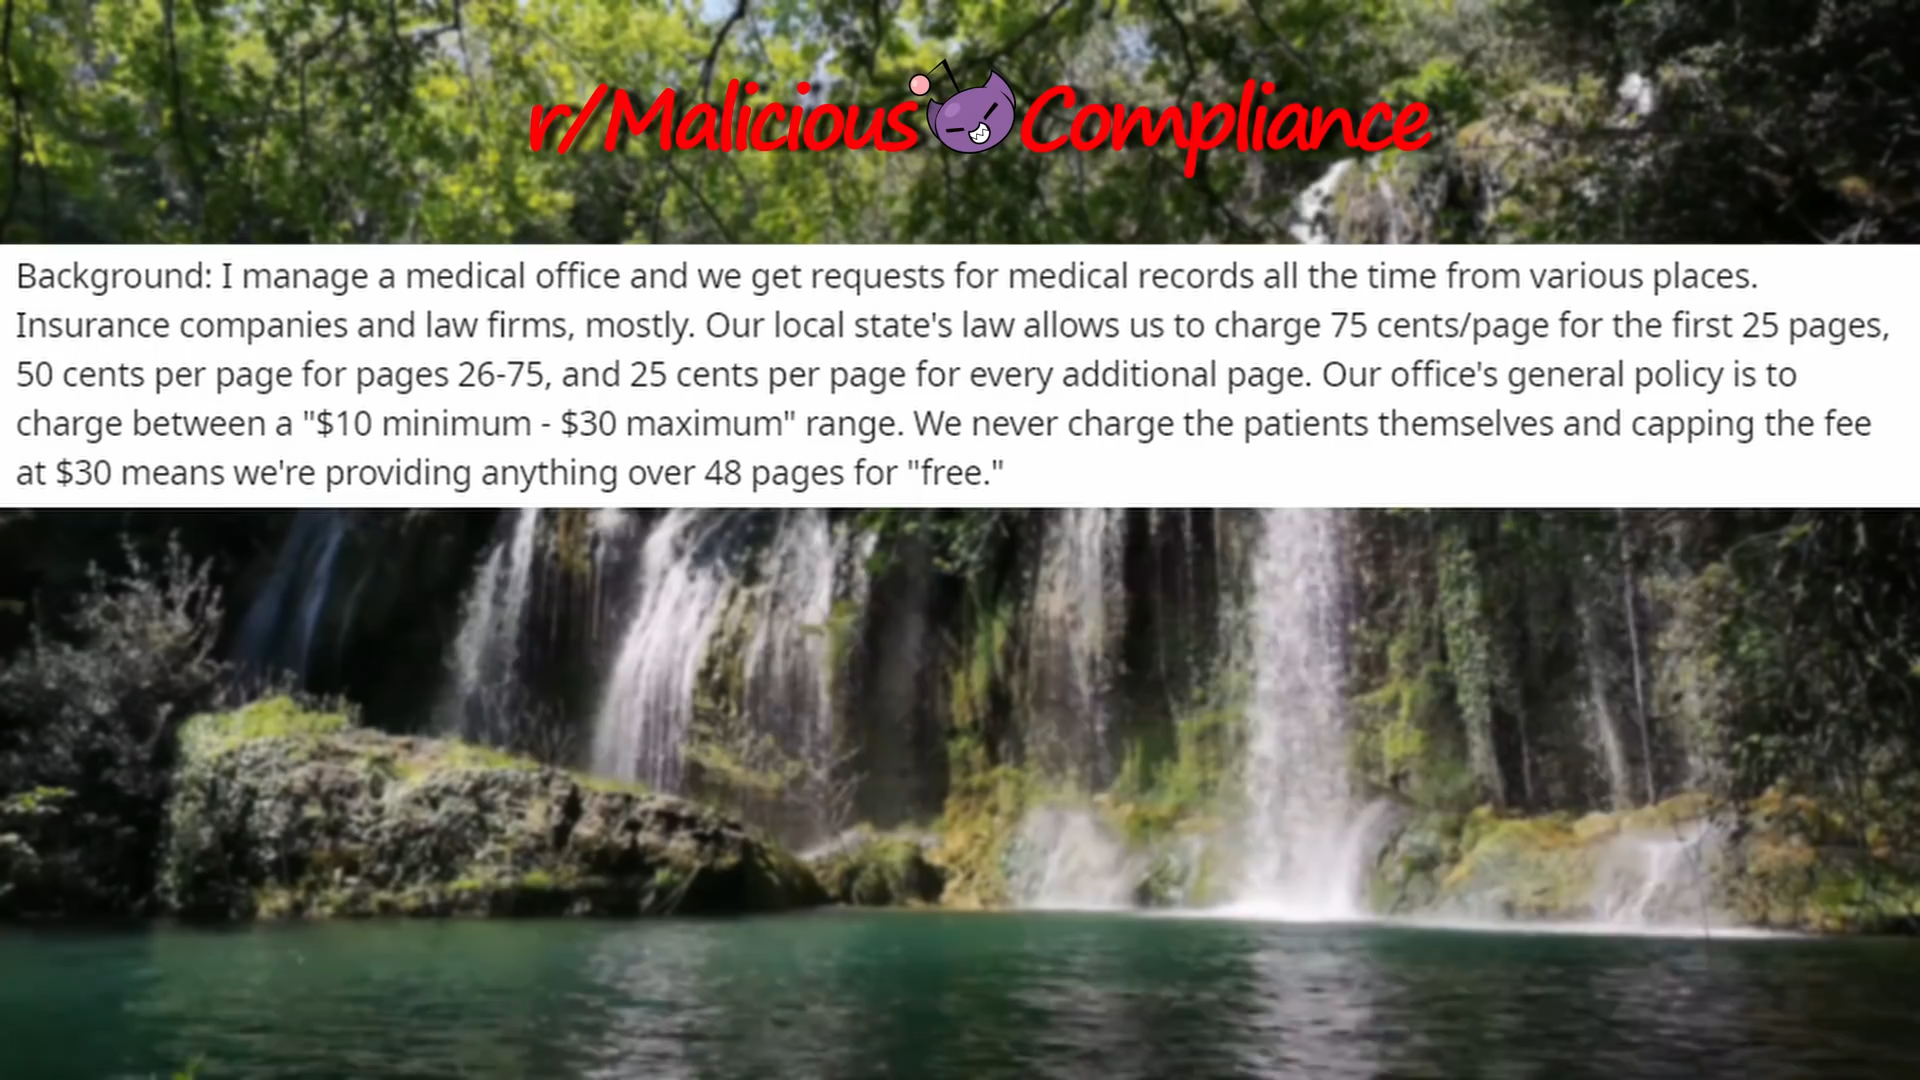 r/Malicious Compliance
Background: I manage a medical office and we get requests for medical records all the time from various places.
Insurance companies and law firms, mostly. Our local state's law allows us to charge 75 cents/page for the first 25 pages,
50 cents per page for pages 26-75, and 25 cents per page for every additional page. Our office's general policy is to
charge between a "$10 minimum - $30 maximum" range. We never charge the patients themselves and capping the fee
at $30 means we're providing anything over 48 pages for "free."